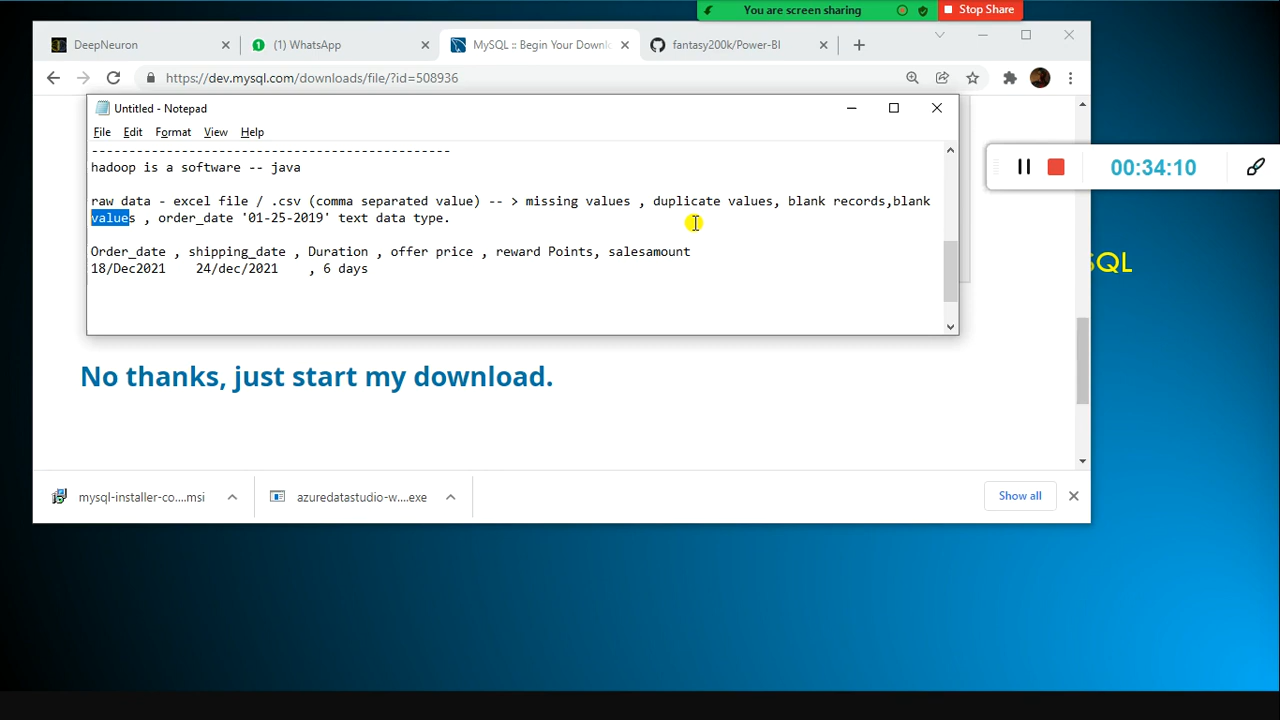 You are screen sharing
Stop Share
DeepNeuron
(1) WhatsApp
MySQL :: Begin Your Downl
fantasy200k/Power-BI
https://dev.mysql.com/downloads/file/?id=508936
Untitled - Notepad
File Edit Format View Help
------------------------------------------------
hadoop is a software -- java
raw data - excel file / .csv (comma separated value) -- > missing values , duplicate values, blank records,blank
values , order_date '01-25-2019' text data type.
Order_date , shipping_date , Duration , offer price , reward Points, salesamount
18/Dec2021 24/dec/2021 , 6 days
00:34:10
SQL
No thanks, just start my download.
mysql-installer-co....msi
azuredatastudio-w....exe
Show all